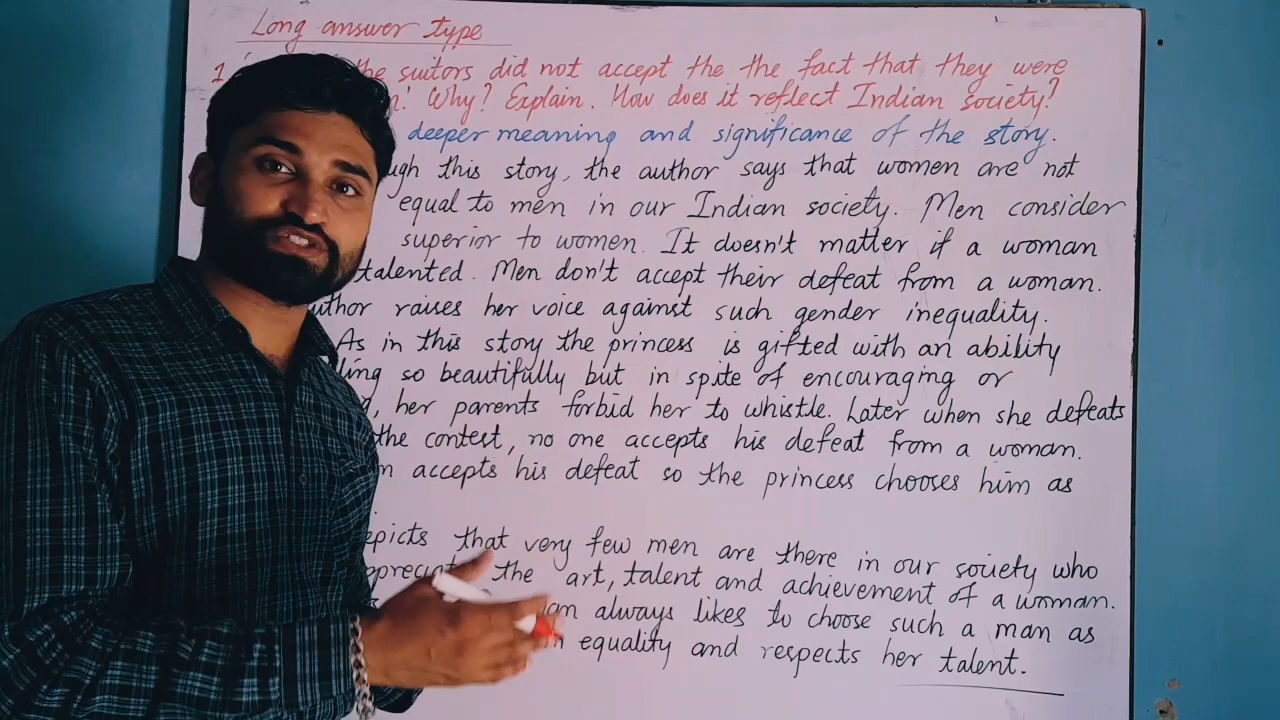 Long answer type
1. the suitors did not accept the the fact that they were
Why? Explain. How does it reflect Indian society?
deeper meaning and significance of the story.
ugh this story, the author says that women are not
equal to men in our Indian society. Men consider
superior to women. It doesn't matter if a woman
talented. Men don't accept their defeat from a woman.
uthor raises her voice against such gender inequality.
As in this story the princess is gifted with an ability
ling so beautifully but in spite of encouraging or
her parents forbid her to whistle. Later when she defeats
the contest, no one accepts his defeat from a woman.
n accepts his defeat so the princess chooses him as
epicts that very few men are there in our society who
the art, talent and achievement of a woman.
an always likes to choose such a man as
equality and respects her talent.